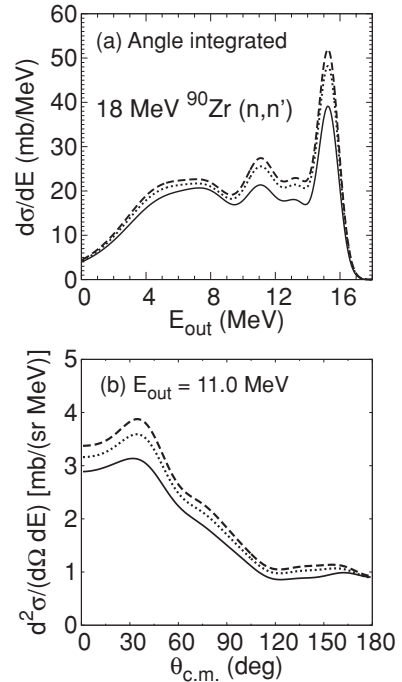 (a) Angle integrated
18 MeV ⁹⁰Zr (n,n')
dσ/dE (mb/MeV)
60
50
40
30
20
10
0
0 4 8 12 16
E_out (MeV)
(b) E_out = 11.0 MeV
d²σ/(dΩ dE) [mb/(sr MeV)]
5
4
3
2
1
0
0 30 60 90 120 150 180
θ_c.m. (deg)